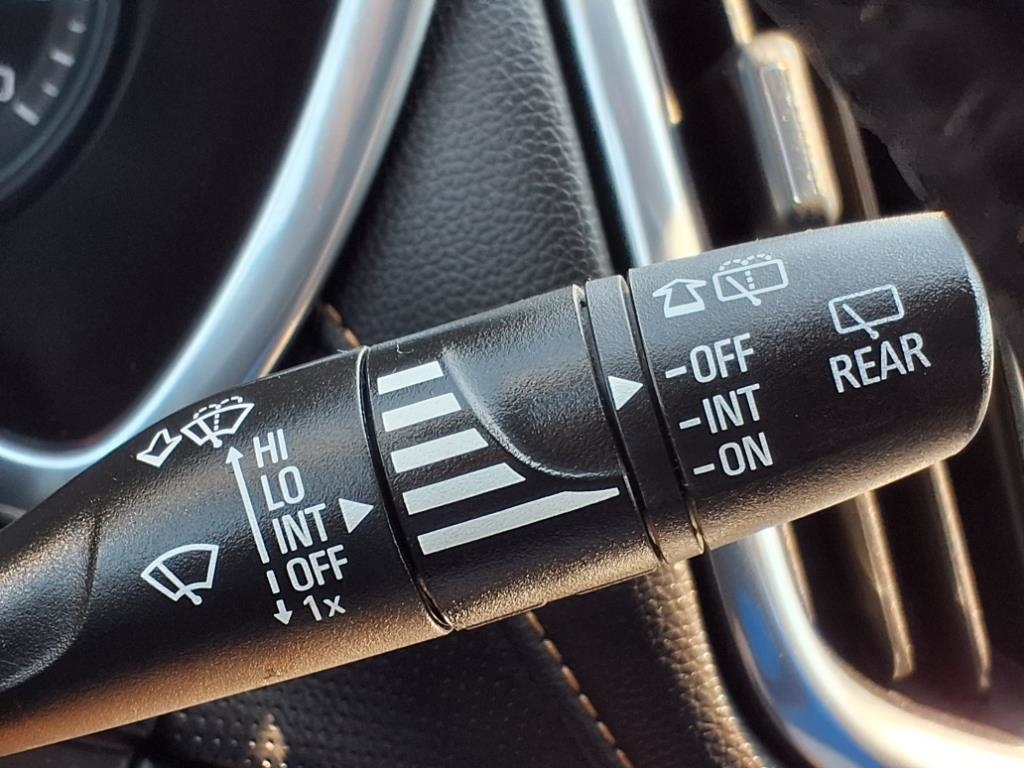 HI
LO
INT
OFF
1x
-OFF
-INT
-ON
REAR